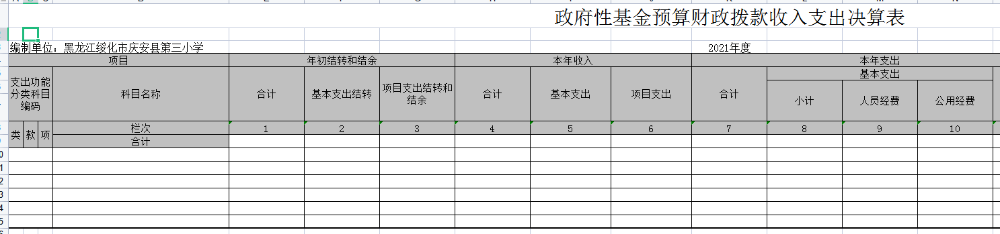 政府性基金预算财政拨款收入支出决算表
编制单位：黑龙江绥化市庆安县第三小学 2021年度
项目 年初结转和结余 本年收入 本年支出
支出功能分类科目编码 科目名称 合计 基本支出结转 项目支出结转和结余 合计 基本支出 项目支出 合计 基本支出
小计 人员经费 公用经费
类 款 项 栏次 1 2 3 4 5 6 7 8 9 10
合计